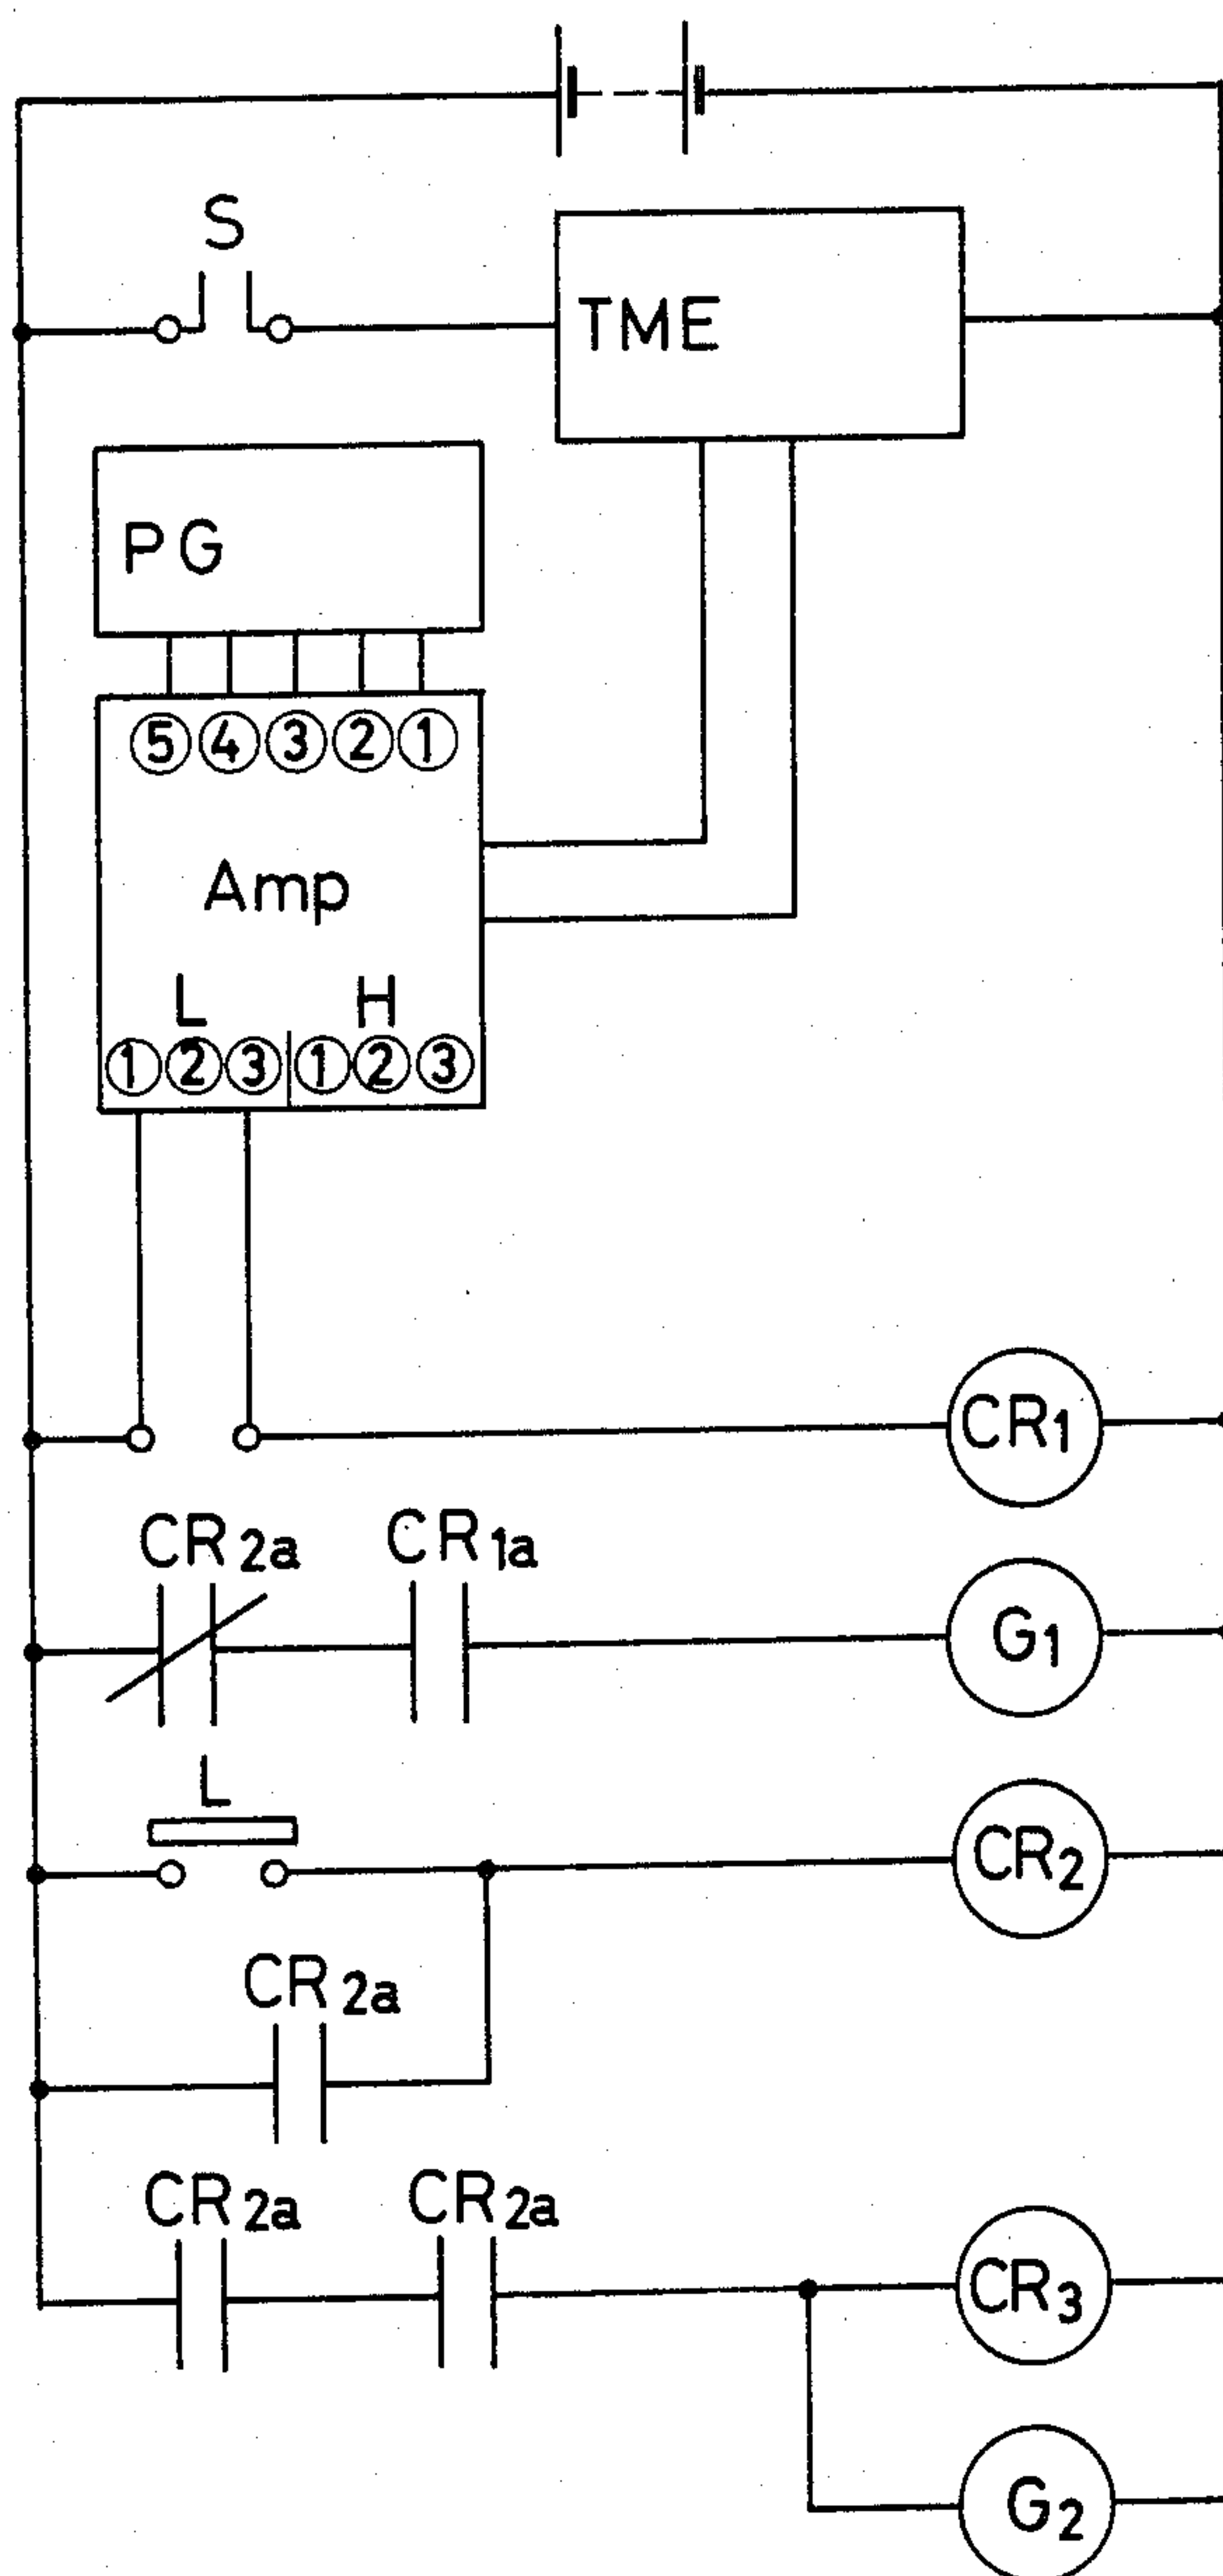 S
TME
PG
⑤ ④ ③ ② ①
Amp
L H
① ② ③ ① ② ③
CR1
CR2a CR1a
G1
L
CR2
CR2a
CR2a CR2a
CR3
G2